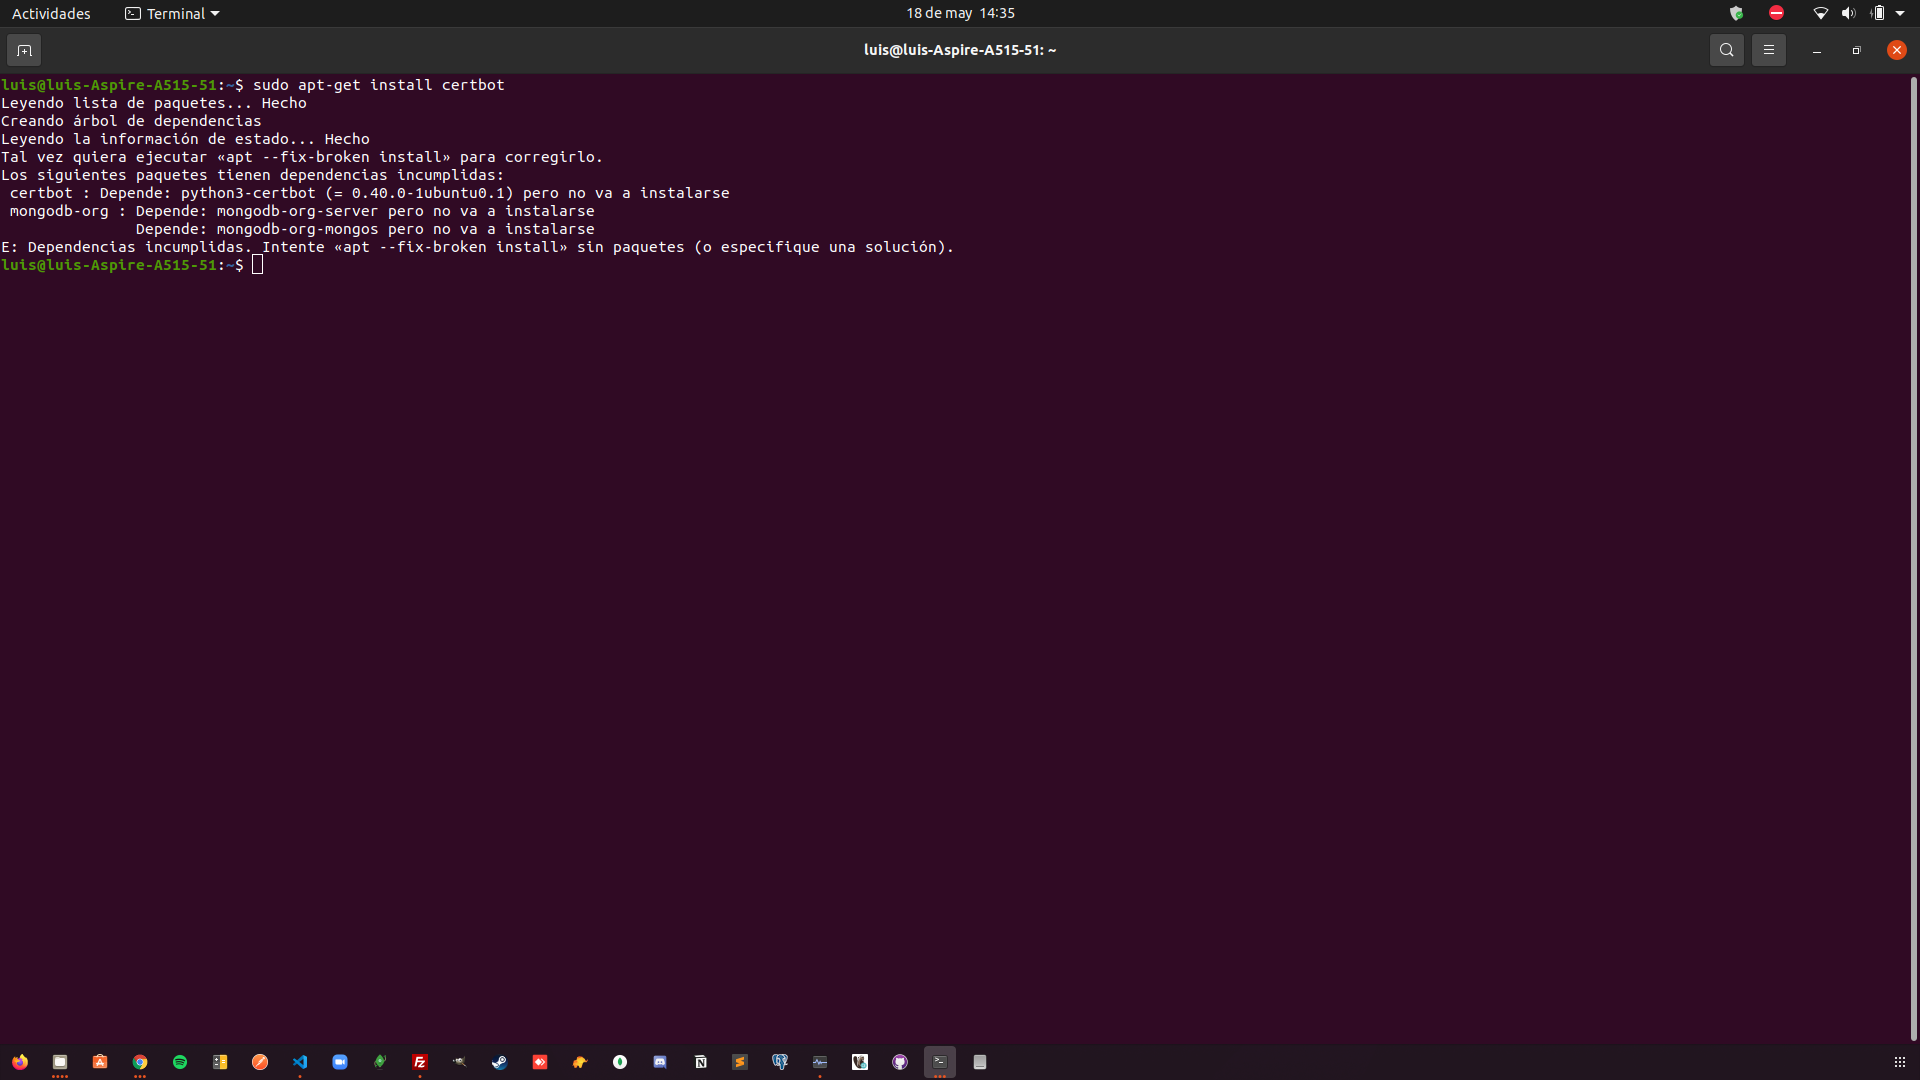 Actividades
Terminal
18 de may 14:35
luis@luis-Aspire-A515-51: ~
luis@luis-Aspire-A515-51:~$ sudo apt-get install certbot
Leyendo lista de paquetes... Hecho
Creando árbol de dependencias
Leyendo la información de estado... Hecho
Tal vez quiera ejecutar «apt --fix-broken install» para corregirlo.
Los siguientes paquetes tienen dependencias incumplidas:
 certbot : Depende: python3-certbot (= 0.40.0-1ubuntu0.1) pero no va a instalarse
 mongodb-org : Depende: mongodb-org-server pero no va a instalarse
               Depende: mongodb-org-mongos pero no va a instalarse
E: Dependencias incumplidas. Intente «apt --fix-broken install» sin paquetes (o especifique una solución).
luis@luis-Aspire-A515-51:~$